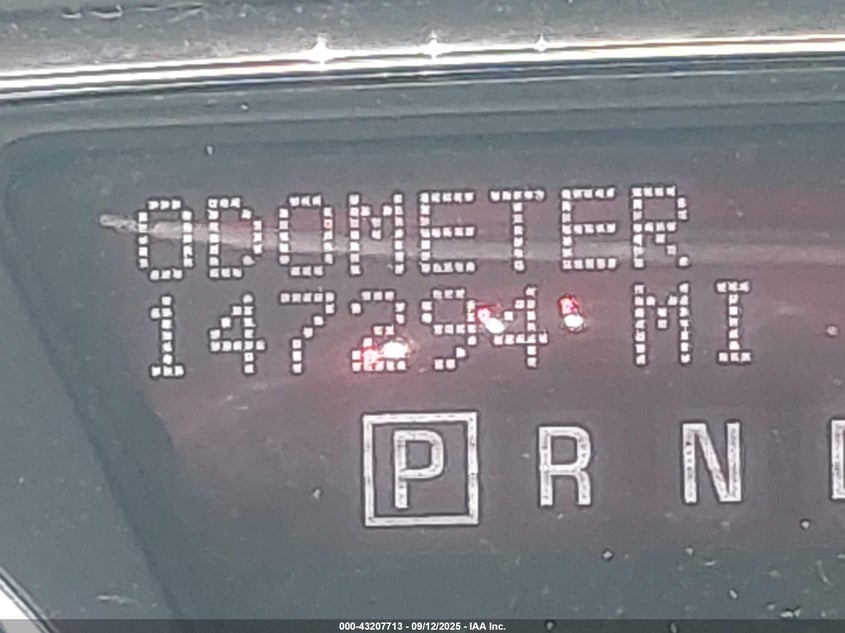 ODOMETER
147294 MI
P R N
000-43207713 - 09/12/2025 - IAA Inc.